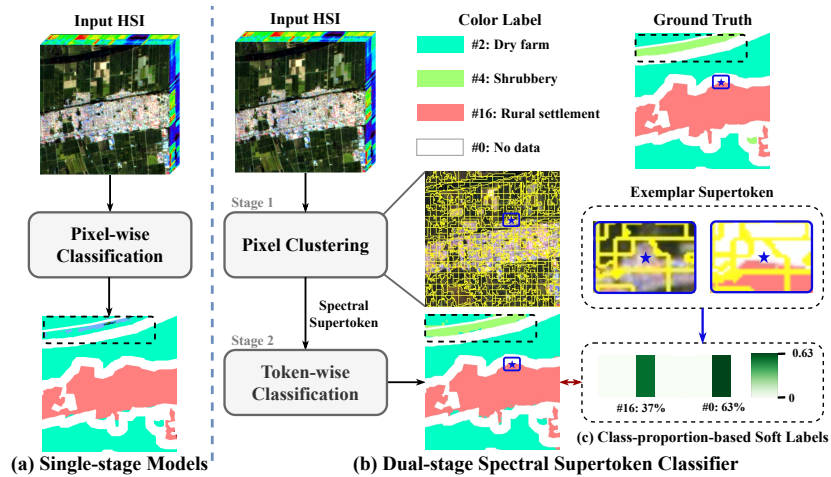 Input HSI
Pixel-wise
Classification
(a) Single-stage Models
Input HSI
Stage 1
Pixel Clustering
Spectral
Supertoken
Stage 2
Token-wise
Classification
(b) Dual-stage Spectral Supertoken Classifier
Color Label
#2: Dry farm
#4: Shrubbery
#16: Rural settlement
#0: No data
Ground Truth
Exemplar Supertoken
0.63
0
#16: 37%
#0: 63%
(c) Class-proportion-based Soft Labels